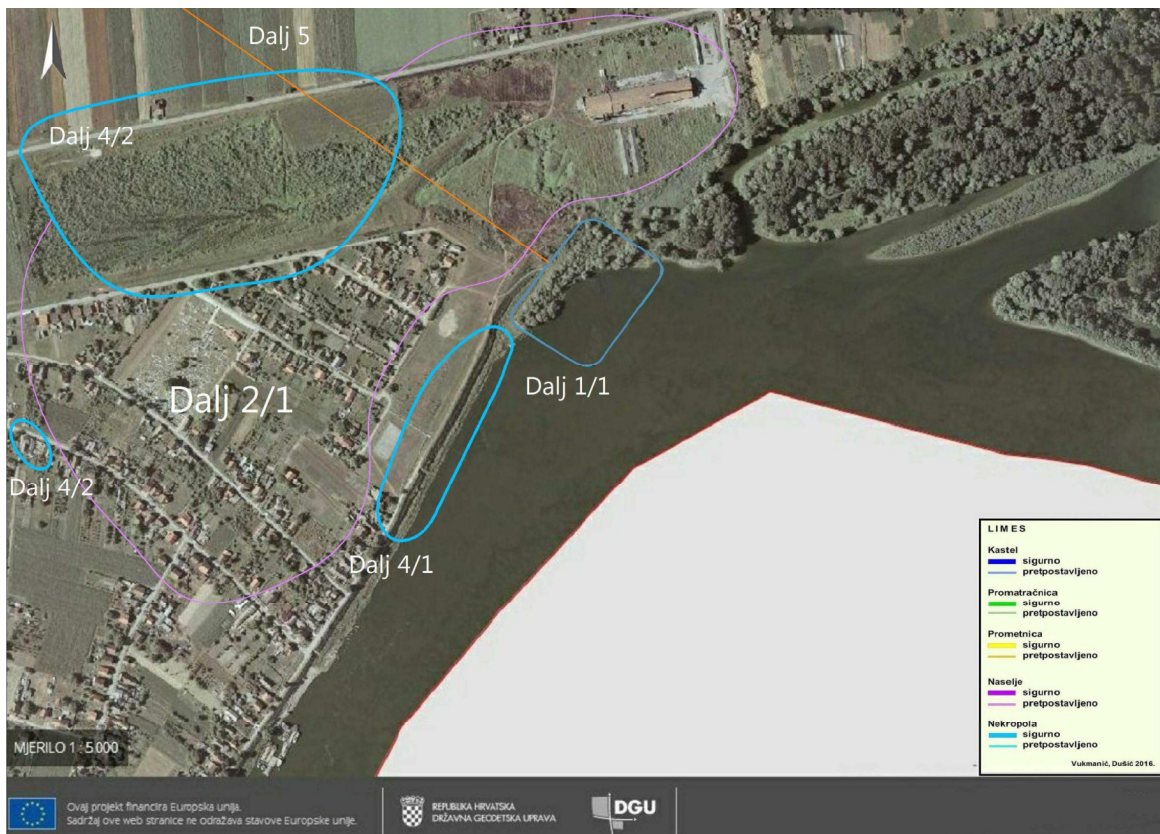 Dalj 5
Dalj 4/2
Dalj 1/1
Dalj 2/1
Dalj 4/2
Dalj 4/1
LIMES
Kastel
sigurno
pretpostavljeno
Promatračnica
sigurno
pretpostavljeno
Prometnica
sigurno
pretpostavljeno
Naselje
sigurno
pretpostavljeno
Nekropola
sigurno
pretpostavljeno
Vukmanić, Dušić 2016.
MJERILO 1 : 5.000
Ovaj projekt financira Europska unija.
Sadržaj ove web stranice ne odražava stavove Europske unije.
REPUBLIKA HRVATSKA
DRŽAVNA GEODETSKA UPRAVA
DGU